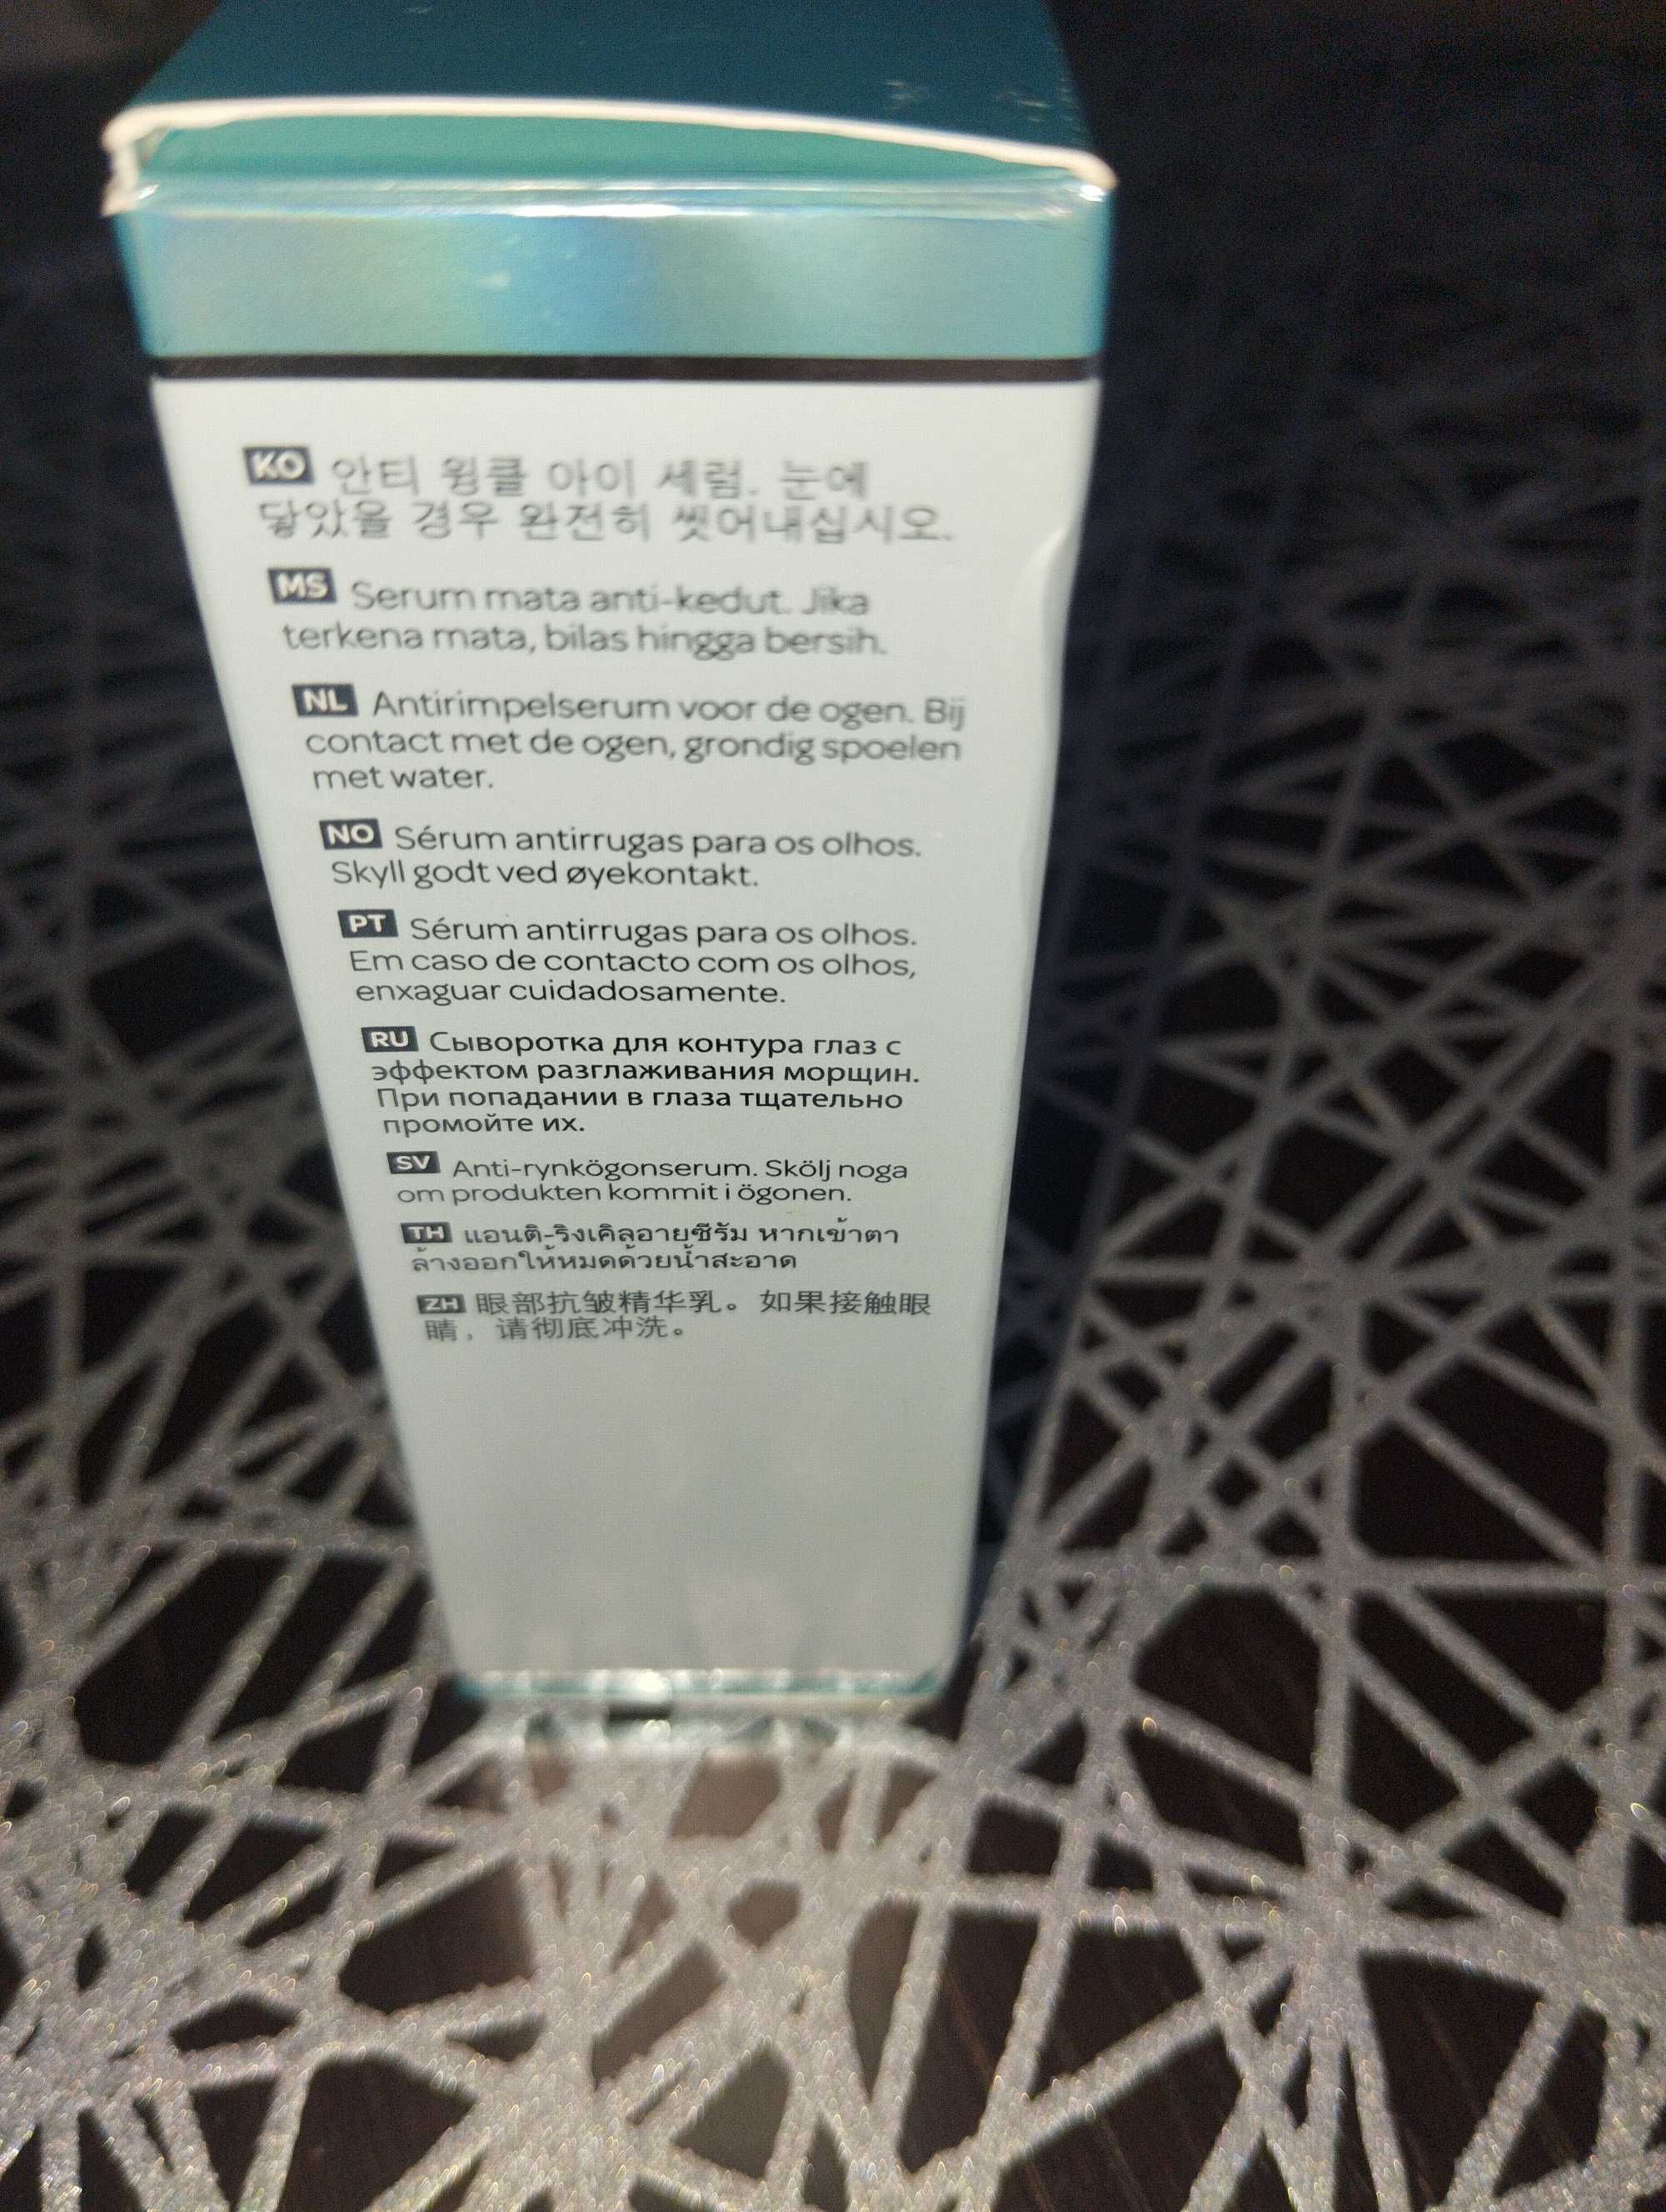 KO 안티 링클 아이 세럼. 눈에
닿았을 경우 완전히 씻어내십시오.
MS Serum mata anti-kedut. Jika
terkena mata, bilas hingga bersih.
NL Antirimpelserum voor de ogen. Bij
contact met de ogen, grondig spoelen
met water.
NO Sérum antirrugas para os olhos.
Skyll godt ved øyekontakt.
PT Sérum antirrugas para os olhos.
Em caso de contacto com os olhos,
enxaguar cuidadosamente.
RU Сыворотка для контура глаз с
эффектом разглаживания морщин.
При попадании в глаза тщательно
промойте их.
SV Anti-rynkögonserum. Skölj noga
om produkten kommit i ögonen.
TH แอนติ-ริงเคิลอายซีรัม หากเข้าตา
ล้างออกให้หมดด้วยน้ำสะอาด
ZH 眼部抗皱精华乳。如果接触眼
睛，请彻底冲洗。